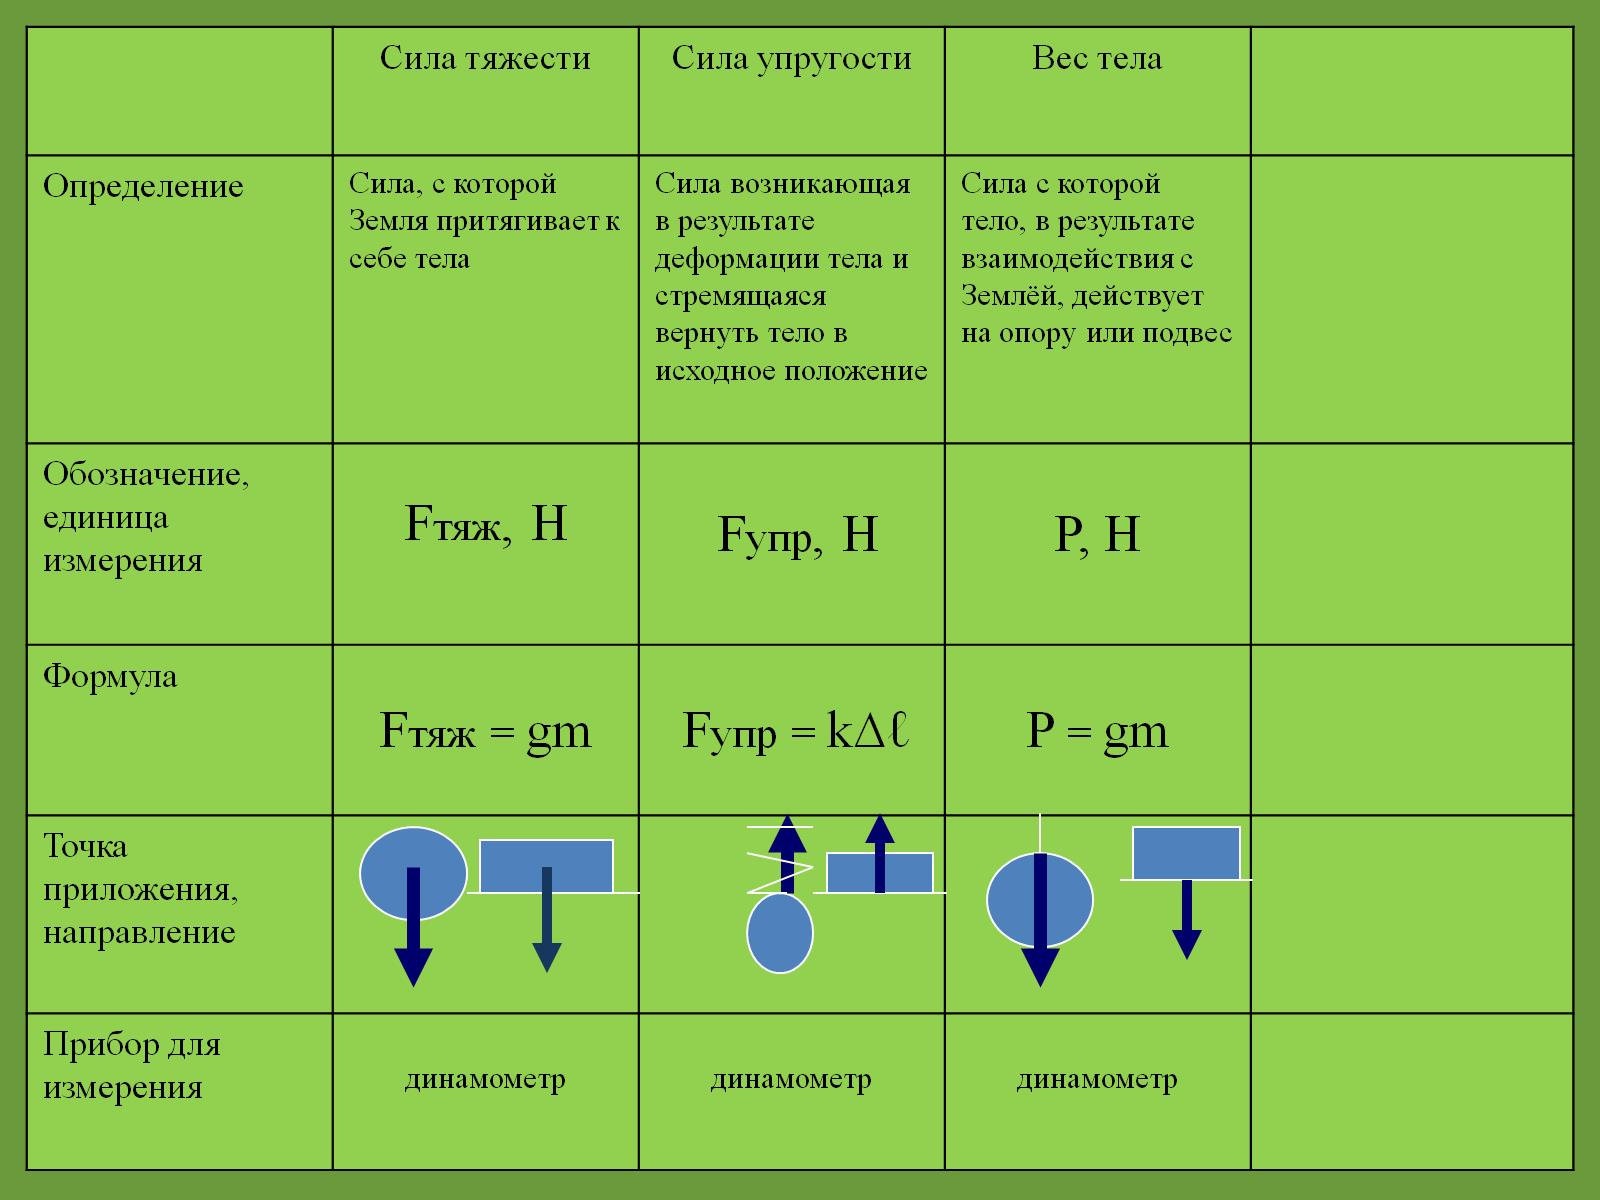 Сила тяжести
Сила упругости
Вес тела
Определение
Сила, с которой
Земля притягивает к
себе тела
Сила возникающая
в результате
деформации тела и
стремящаяся
вернуть тело в
исходное положение
Сила с которой
тело, в результате
взаимодействия с
Землёй, действует
на опору или подвес
Обозначение,
единица
измерения
Fтяж, Н
Fупр, Н
Р, Н
Формула
Fтяж = gm
Fупр = kΔℓ
P = gm
Точка
приложения,
направление
Прибор для
измерения
динамометр
динамометр
динамометр